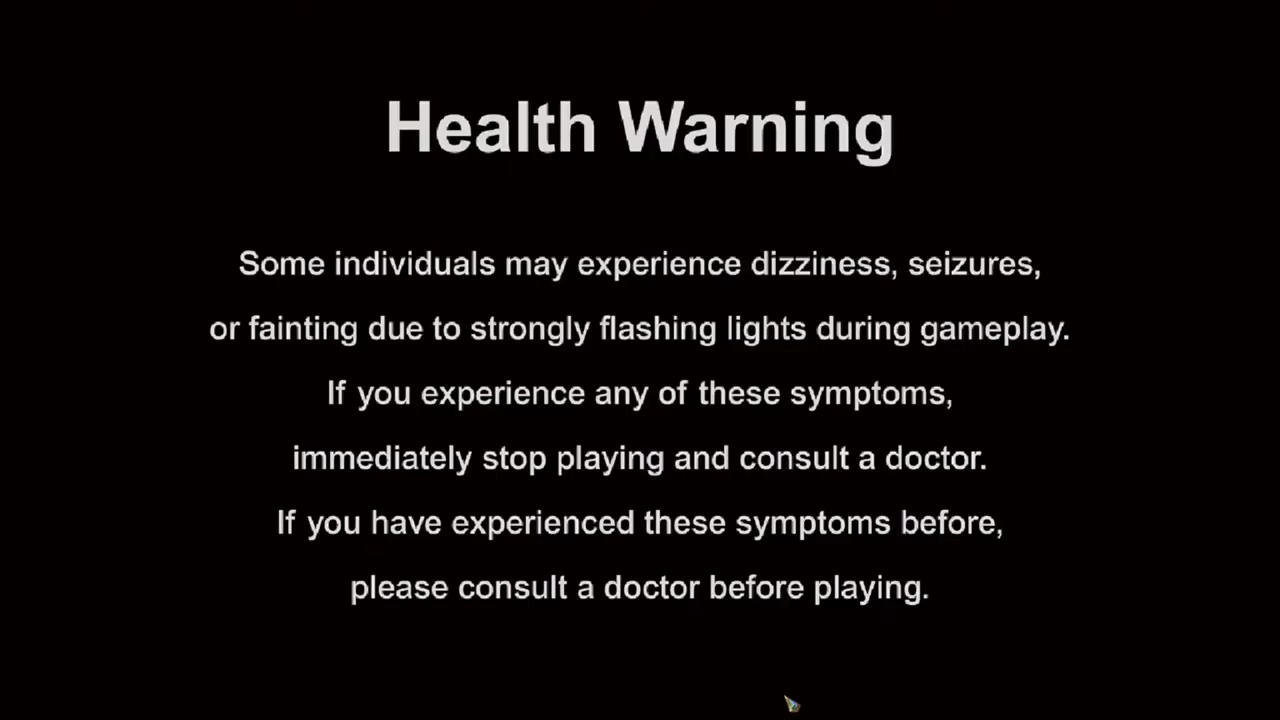 Health Warning
Some individuals may experience dizziness, seizures,
or fainting due to strongly flashing lights during gameplay.
If you experience any of these symptoms,
immediately stop playing and consult a doctor.
If you have experienced these symptoms before,
please consult a doctor before playing.